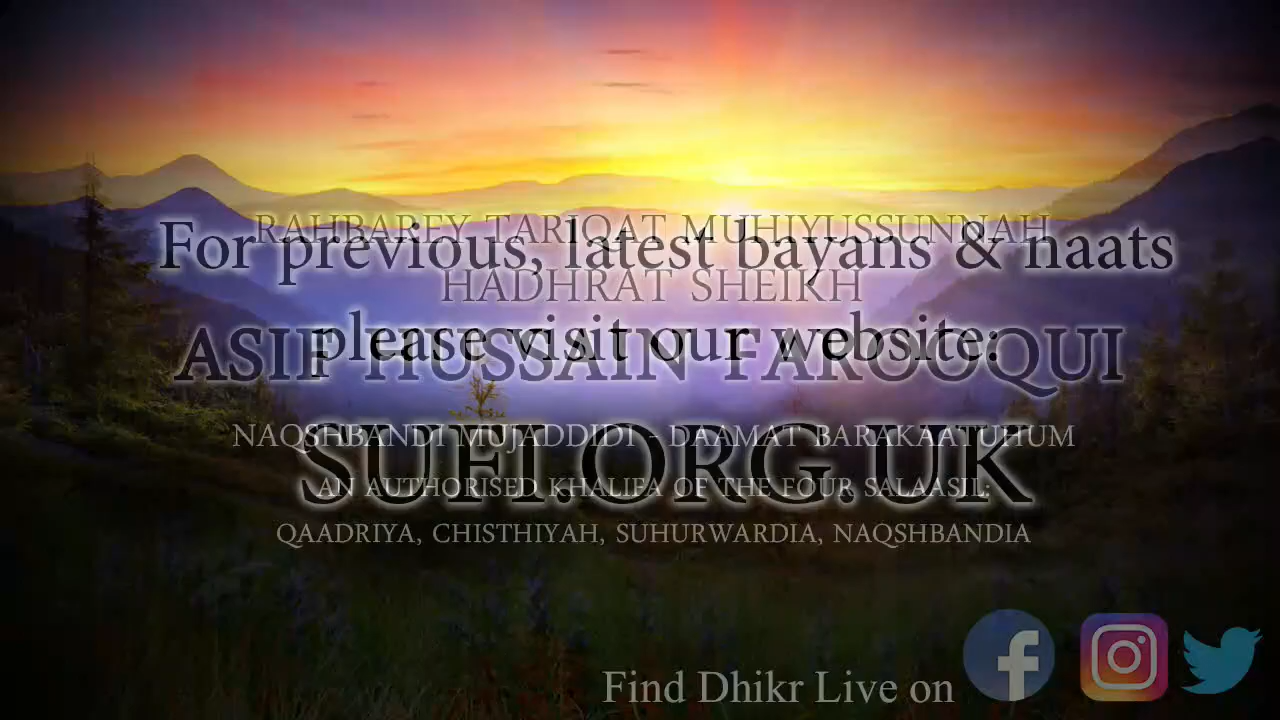 RAHBAREY TARIQAT MUHIYUSSUNNAH
For previous, latest bayans & naats
HADHRAT SHEIKH
please visit our website:
ASIF HUSSAIN FAROOQUI
NAQSHBANDI MUJADDIDI - DAAMAT BARAKAATUHUM
SUFI.ORG.UK
AN AUTHORISED KHALIFA OF THE FOUR SALAASIL:
QAADRIYA, CHISTHIYAH, SUHURWARDIA, NAQSHBANDIA
Find Dhikr Live on